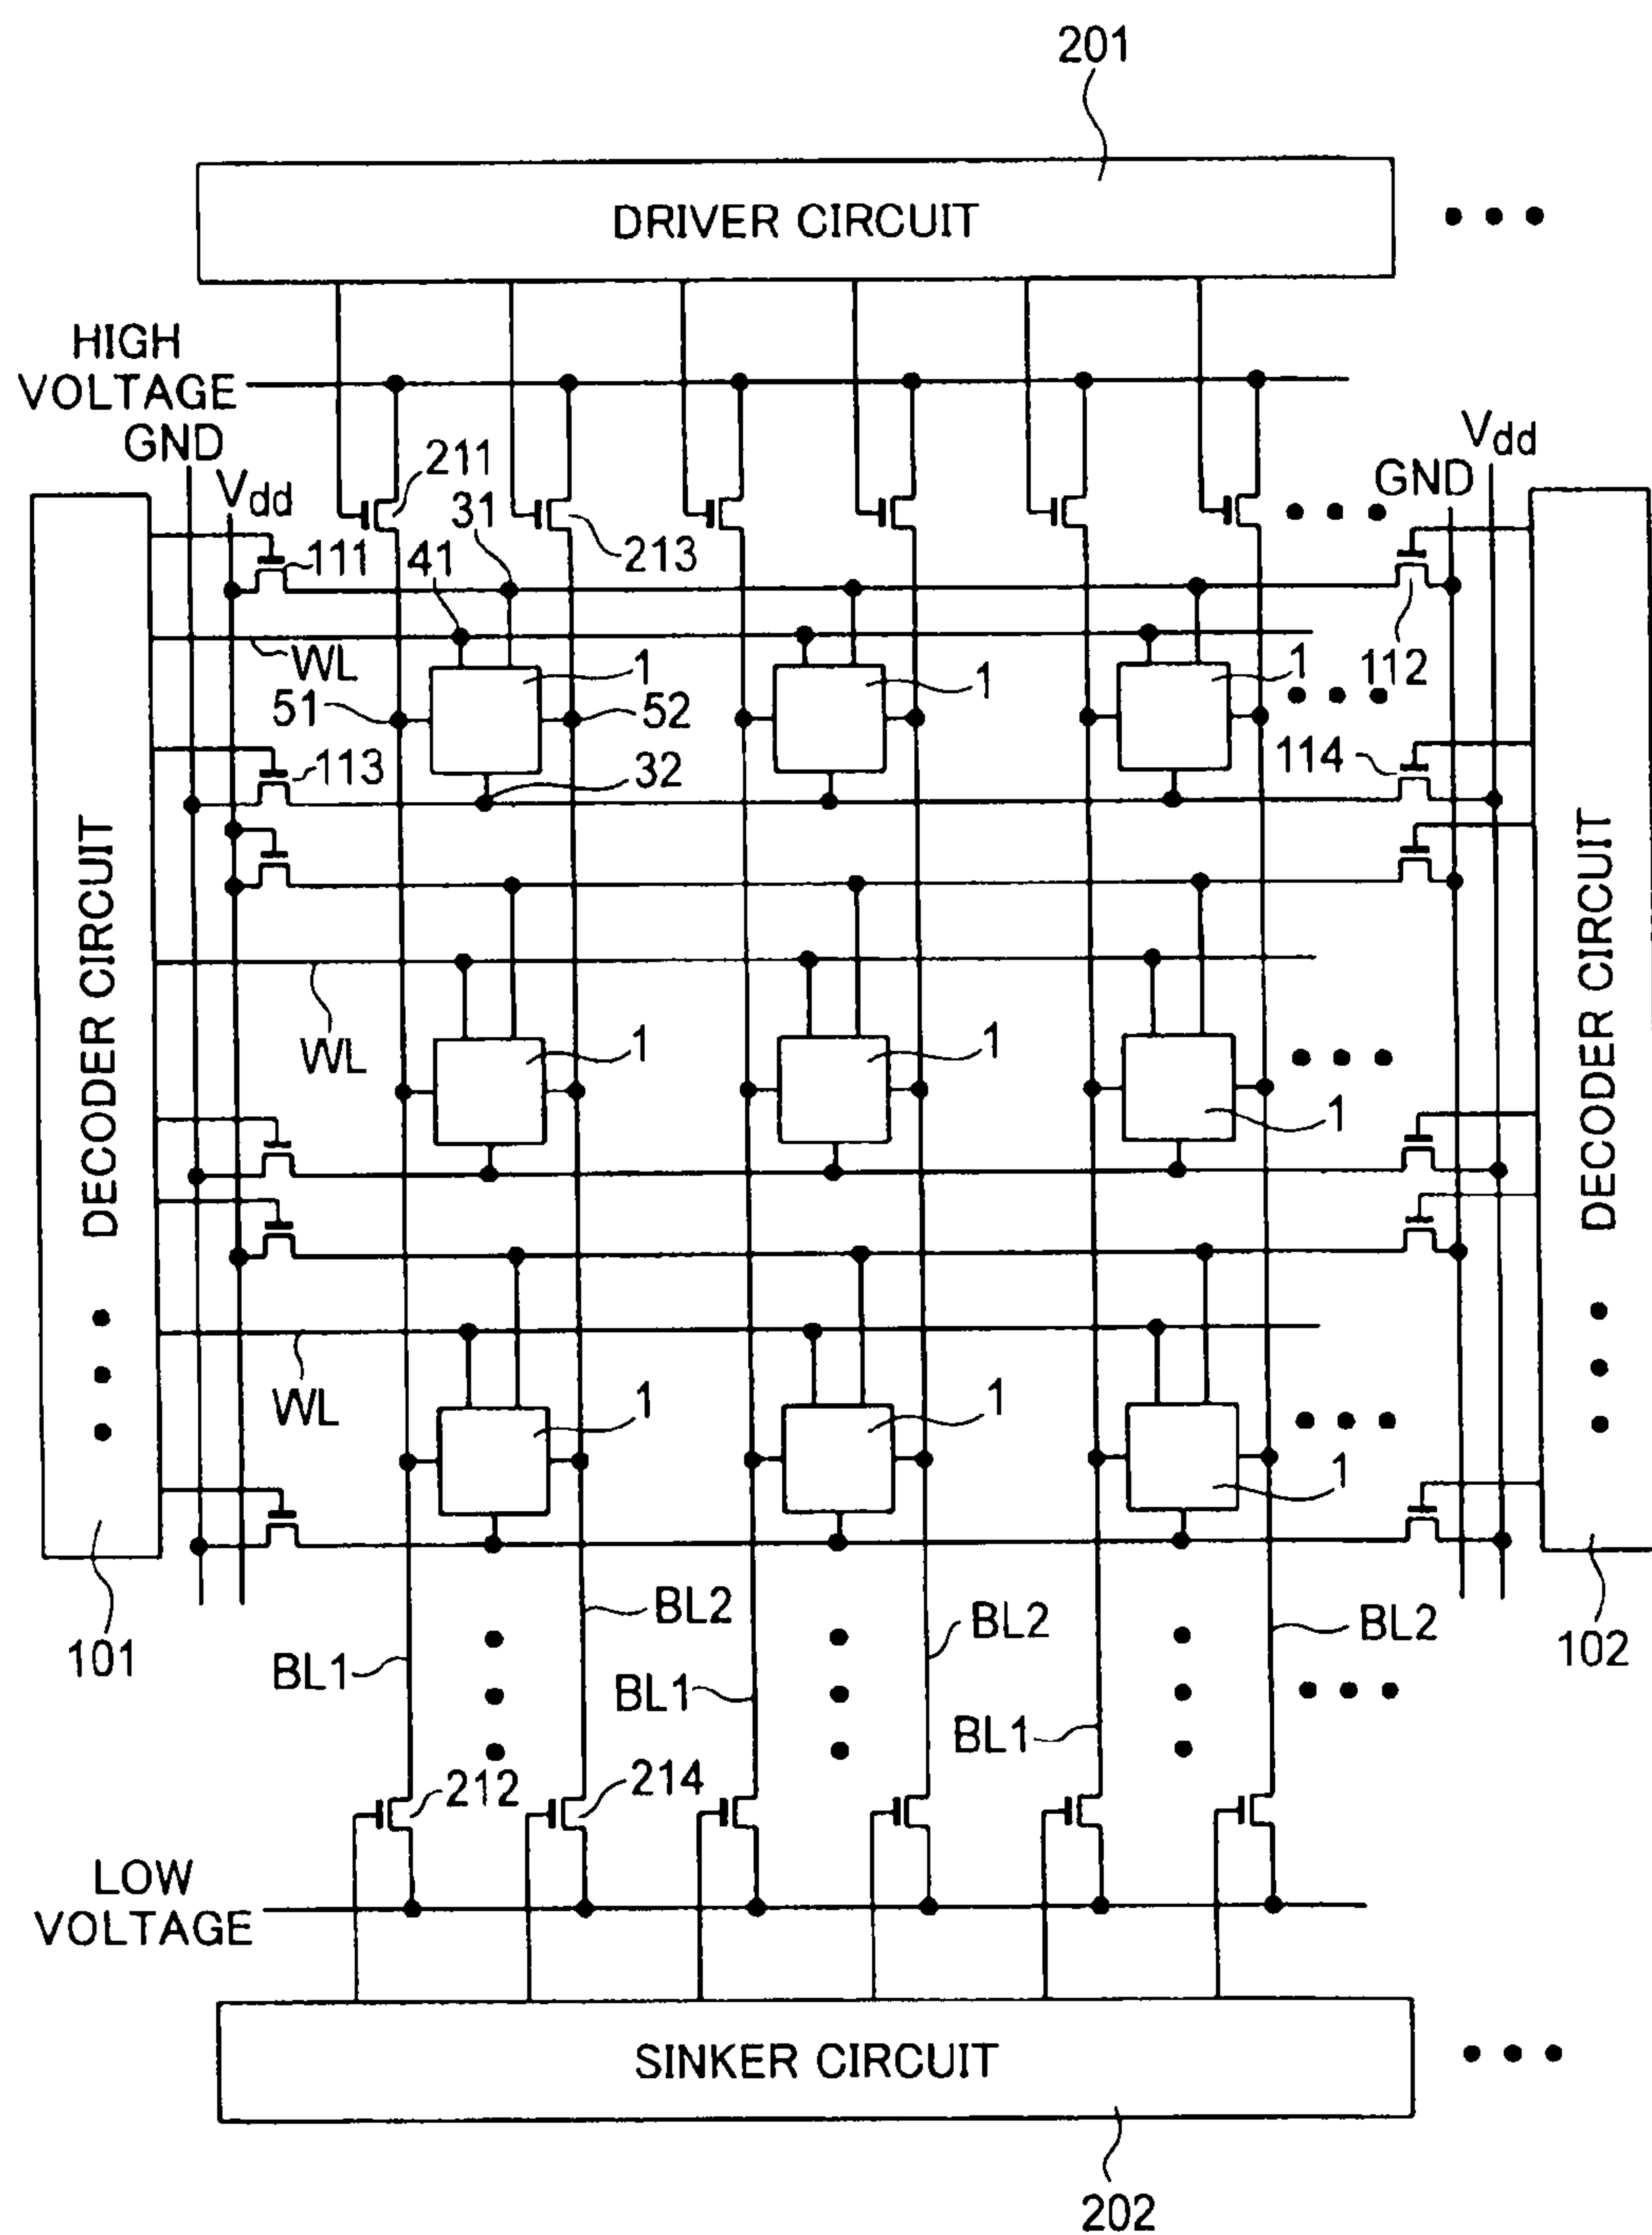 201
DRIVER CIRCUIT
HIGH
VOLTAGE
GND
Vdd
211
31
213
GND
Vdd
111
41
112
WL
1
1
1
51
52
113
32
114
DECODER CIRCUIT
DECODER CIRCUIT
WL
1
1
1
WL
1
1
1
101
102
BL1
BL2
BL1
BL2
BL1
BL2
212
214
LOW
VOLTAGE
SINKER CIRCUIT
202